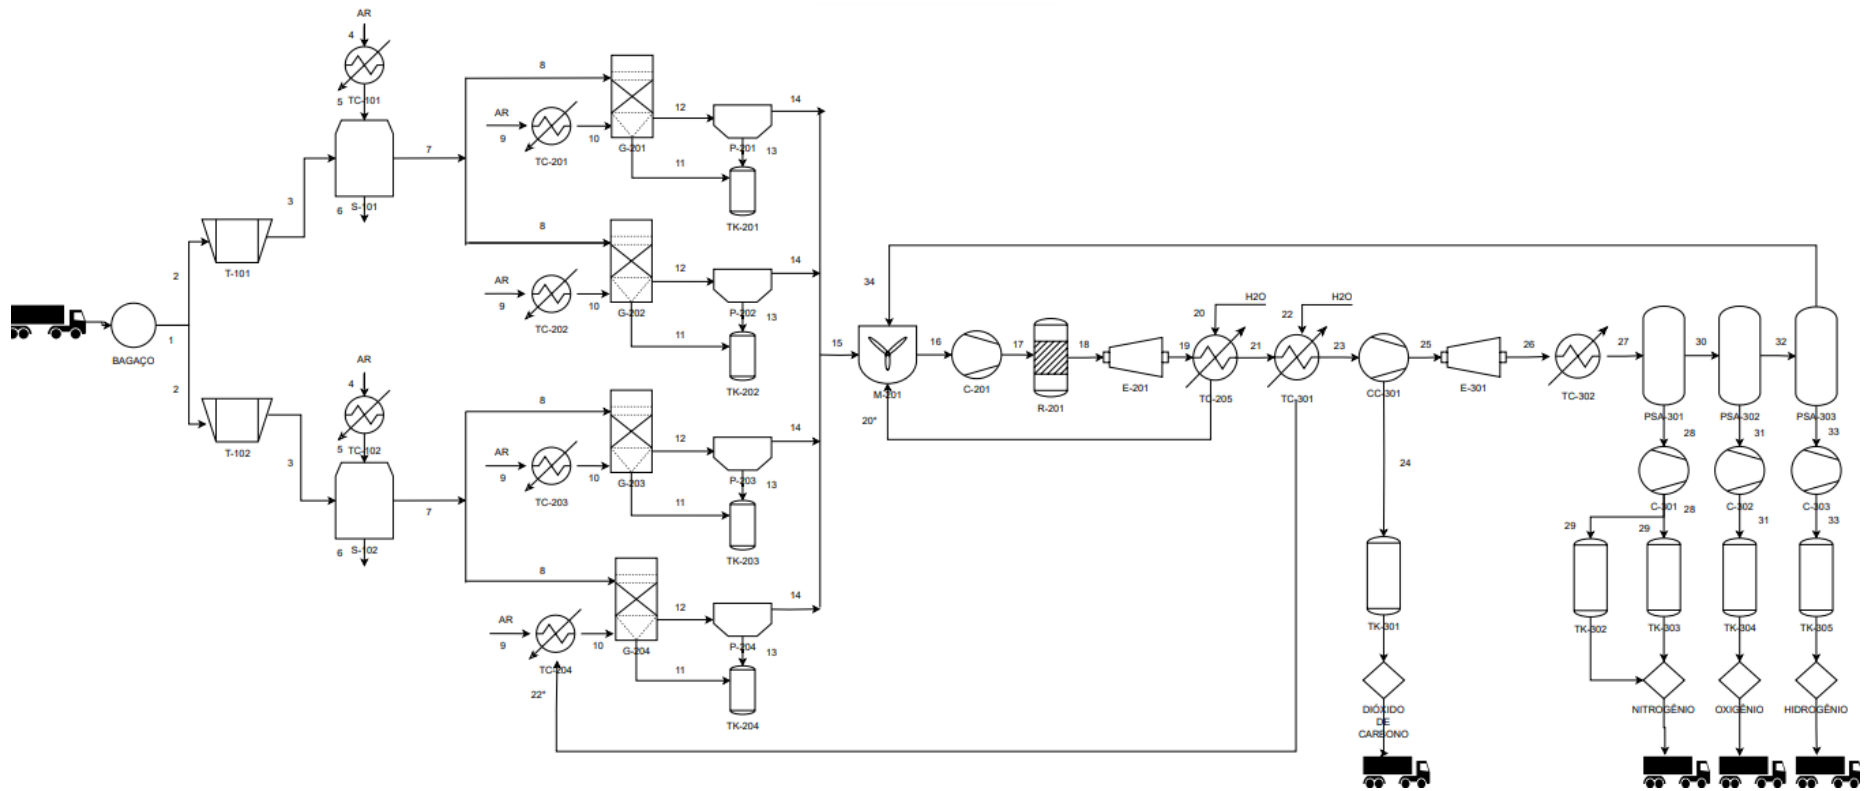 AR
4
5
TC-101
S-101
6
3
7
2
T-101
1
BAGAÇO
2
T-102
3
AR
4
5
TC-102
S-102
6
7
8
AR
9
TC-201
10
G-201
11
12
P-201
13
14
TK-201
8
AR
9
TC-202
10
G-202
11
12
P-202
13
14
TK-202
8
AR
9
TC-203
10
G-203
11
12
P-203
13
14
TK-203
8
AR
9
TC-204
10
22*
G-204
11
12
P-204
13
14
TK-204
15
34
M-201
20*
16
C-201
17
R-201
18
E-201
19
20
H2O
TC-205
21
22
H2O
TC-301
23
CC-301
24
TK-301
DIÓXIDO
DE
CARBONO
25
E-301
26
TC-302
27
PSA-301
28
C-301
28
29
29
TK-302
TK-303
NITROGÊNIO
30
PSA-302
31
C-302
31
TK-304
OXIGÊNIO
32
PSA-303
33
C-303
33
TK-305
HIDROGÊNIO